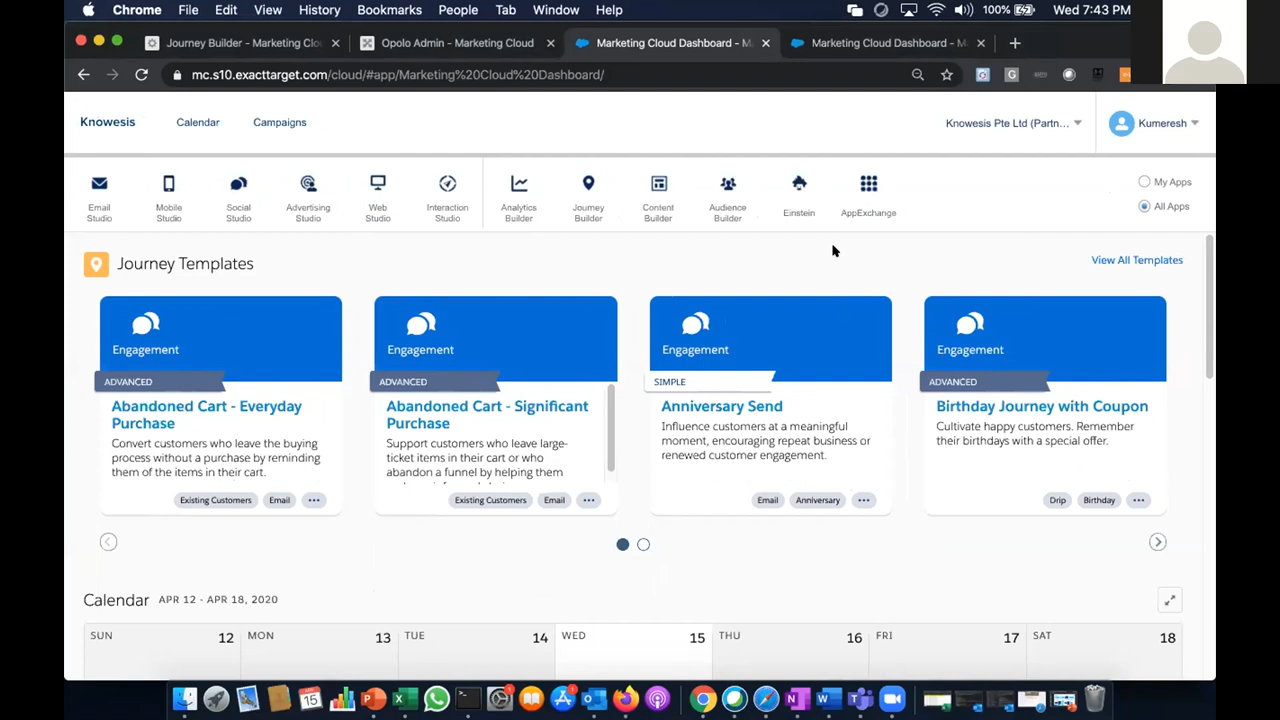 Chrome File Edit View History Bookmarks People Tab Window Help 100% Wed 7:43 PM
Journey Builder - Marketing Clo Opolo Admin - Marketing Cloud Marketing Cloud Dashboard - M Marketing Cloud Dashboard - M
mc.s10.exacttarget.com/cloud/#app/Marketing%20Cloud%20Dashboard/
Knowesis Calendar Campaigns Knowesis Pte Ltd (Partn... Kumeresh
Email Studio
Mobile Studio
Social Studio
Advertising Studio
Web Studio
Interaction Studio
Analytics Builder
Journey Builder
Content Builder
Audience Builder
Einstein
AppExchange
My Apps
All Apps
Journey Templates
View All Templates
Engagement
ADVANCED
Abandoned Cart - Everyday
Purchase
Convert customers who leave the buying
process without a purchase by reminding
them of the items in their cart.
Existing Customers Email ...
Engagement
ADVANCED
Abandoned Cart - Significant
Purchase
Support customers who leave large-
ticket items in their cart or who
abandon a funnel by helping them
Existing Customers Email ...
Engagement
SIMPLE
Anniversary Send
Influence customers at a meaningful
moment, encouraging repeat business or
renewed customer engagement.
Email Anniversary ...
Engagement
ADVANCED
Birthday Journey with Coupon
Cultivate happy customers. Remember
their birthdays with a special offer.
Drip Birthday ...
Calendar APR 12 - APR 18, 2020
SUN 12 MON 13 TUE 14 WED 15 THU 16 FRI 17 SAT 18